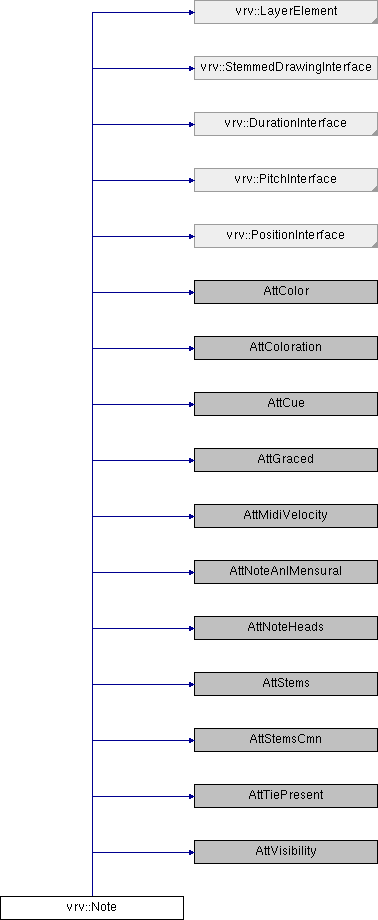 vrv::LayerElement
vrv::StemmedDrawingInterface
vrv::DurationInterface
vrv::PitchInterface
vrv::PositionInterface
AttColor
AttColoration
AttCue
AttGraced
AttMidiVelocity
AttNoteAnlMensural
AttNoteHeads
AttStems
AttStemsCmn
AttTiePresent
AttVisibility
vrv::Note